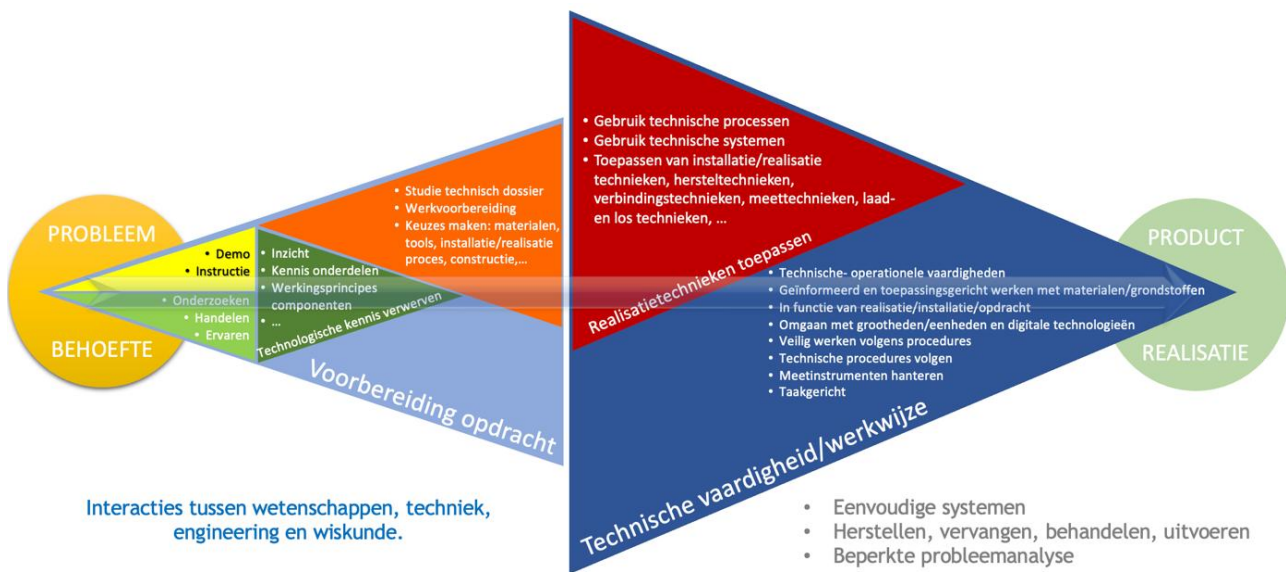 PROBLEEM
BEHOEFTE
• Demo
• Instructie
• Onderzoeken
• Handelen
• Ervaren
• Inzicht
• Kennis onderdelen
• Werkingsprincipes
componenten
• ...
Technologische kennis verwerven
• Studie technisch dossier
• Werkvoorbereiding
• Keuzes maken: materialen,
tools, installatie/realisatie
proces, constructie,...
Voorbereiding opdracht
• Gebruik technische processen
• Gebruik technische systemen
• Toepassen van installatie/realisatie
technieken, hersteltechnieken,
verbindingstechnieken, meettechnieken, laad-
en los technieken, ...
Realisatietechnieken toepassen
• Technische- operationele vaardigheden
• Geïnformeerd en toepassingsgericht werken met materialen/grondstoffen
• In functie van realisatie/installatie/opdracht
• Omgaan met grootheden/eenheden en digitale technologieën
• Veilig werken volgens procedures
• Technische procedures volgen
• Meetinstrumenten hanteren
• Taakgericht
Technische vaardigheid/werkwijze
PRODUCT
REALISATIE
Interacties tussen wetenschappen, techniek,
engineering en wiskunde.
• Eenvoudige systemen
• Herstellen, vervangen, behandelen, uitvoeren
• Beperkte probleemanalyse